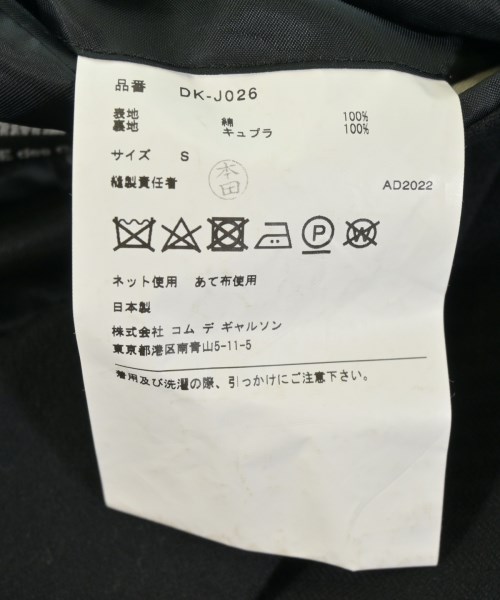 品番 DK-J026
表地 綿 100%
裏地 キュプラ 100%
サイズ S
縫製責任者 本田 AD2022
P W
ネット使用 あて布使用
日本製
株式会社 コム デ ギャルソン
東京都港区南青山5-11-5
着用及び洗濯の際、引っかけにご注意下さい。